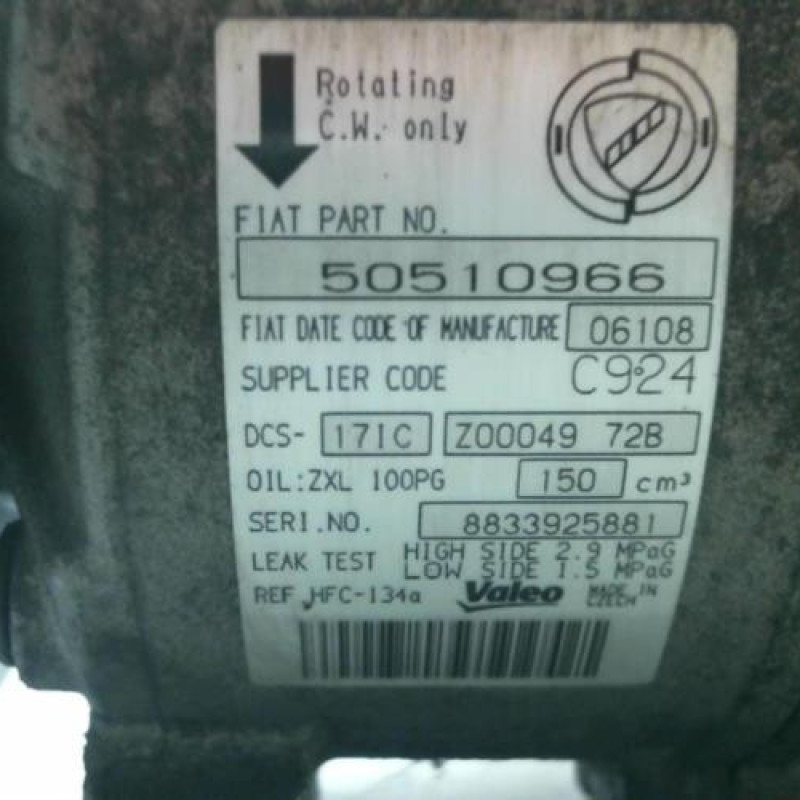 Rotating
C.W. only
FIAT PART NO.
50510966
FIAT DATE CODE OF MANUFACTURE 06108
SUPPLIER CODE C924
DCS- 17IC Z00049 72B
OIL:ZXL 100PG 150 cm³
SERI.NO. 8833925881
LEAK TEST HIGH SIDE 2.9 MPaG
LOW SIDE 1.5 MPaG
REF HFC-134a Valeo MADE IN
CZECH